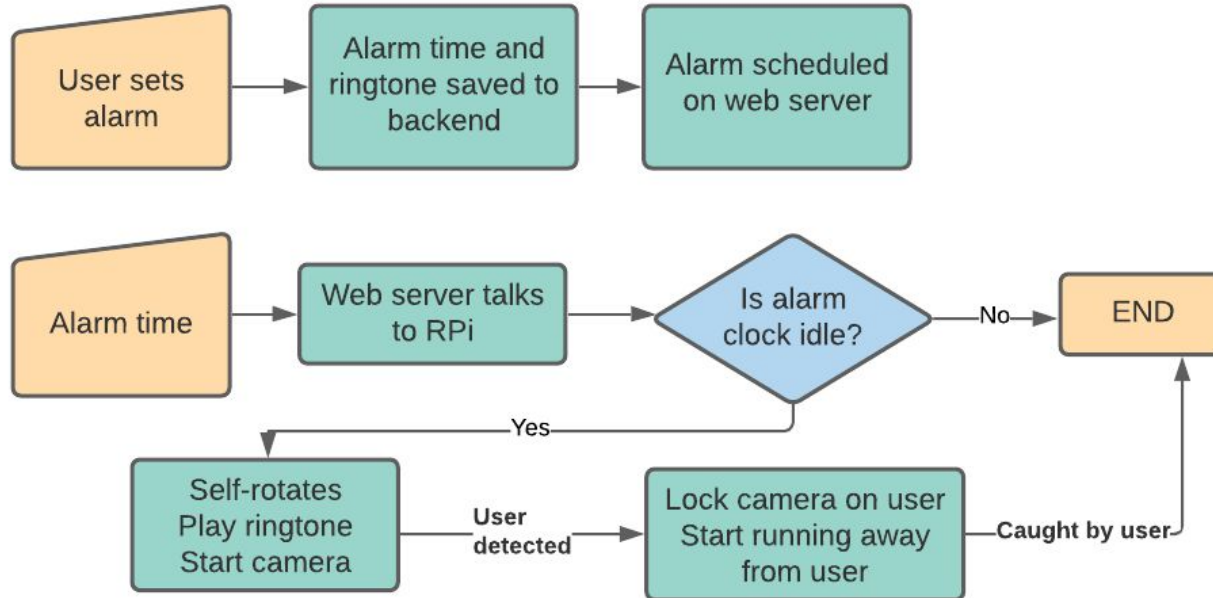 User sets
alarm
Alarm time and
ringtone saved to
backend
Alarm scheduled
on web server
Alarm time
Web server talks
to RPi
Is alarm
clock idle?
No
END
Yes
Self-rotates
Play ringtone
Start camera
User
detected
Lock camera on user
Start running away
from user
Caught by user